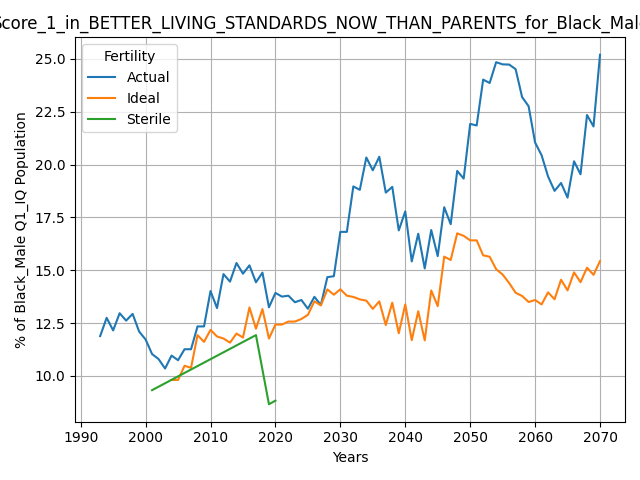 Score_1_in_BETTER_LIVING_STANDARDS_NOW_THAN_PARENTS_for_Black_Male
Fertility
Actual
Ideal
Sterile
% of Black_Male Q1_IQ Population
25.0
22.5
20.0
17.5
15.0
12.5
10.0
1990 2000 2010 2020 2030 2040 2050 2060 2070
Years